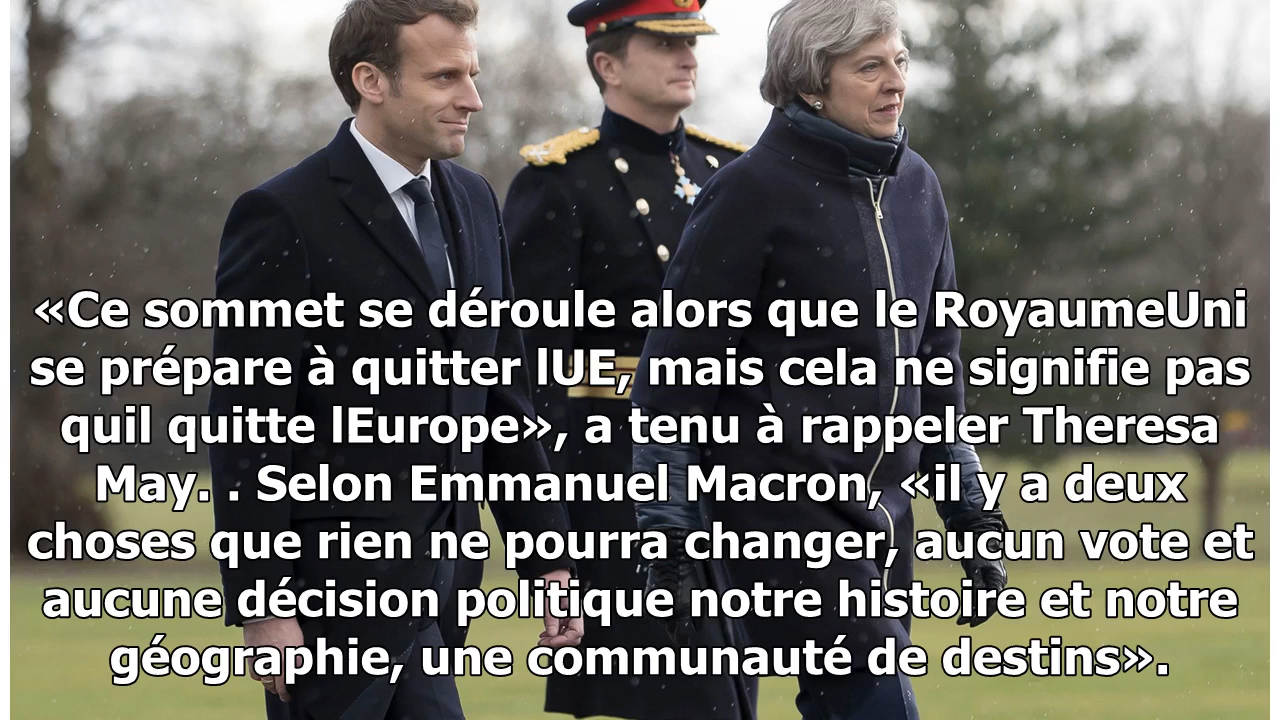 «Ce sommet se déroule alors que le RoyaumeUni
se prépare à quitter lUE, mais cela ne signifie pas
quil quitte lEurope», a tenu à rappeler Theresa
May. . Selon Emmanuel Macron, «il y a deux
choses que rien ne pourra changer, aucun vote et
aucune décision politique notre histoire et notre
géographie, une communauté de destins».